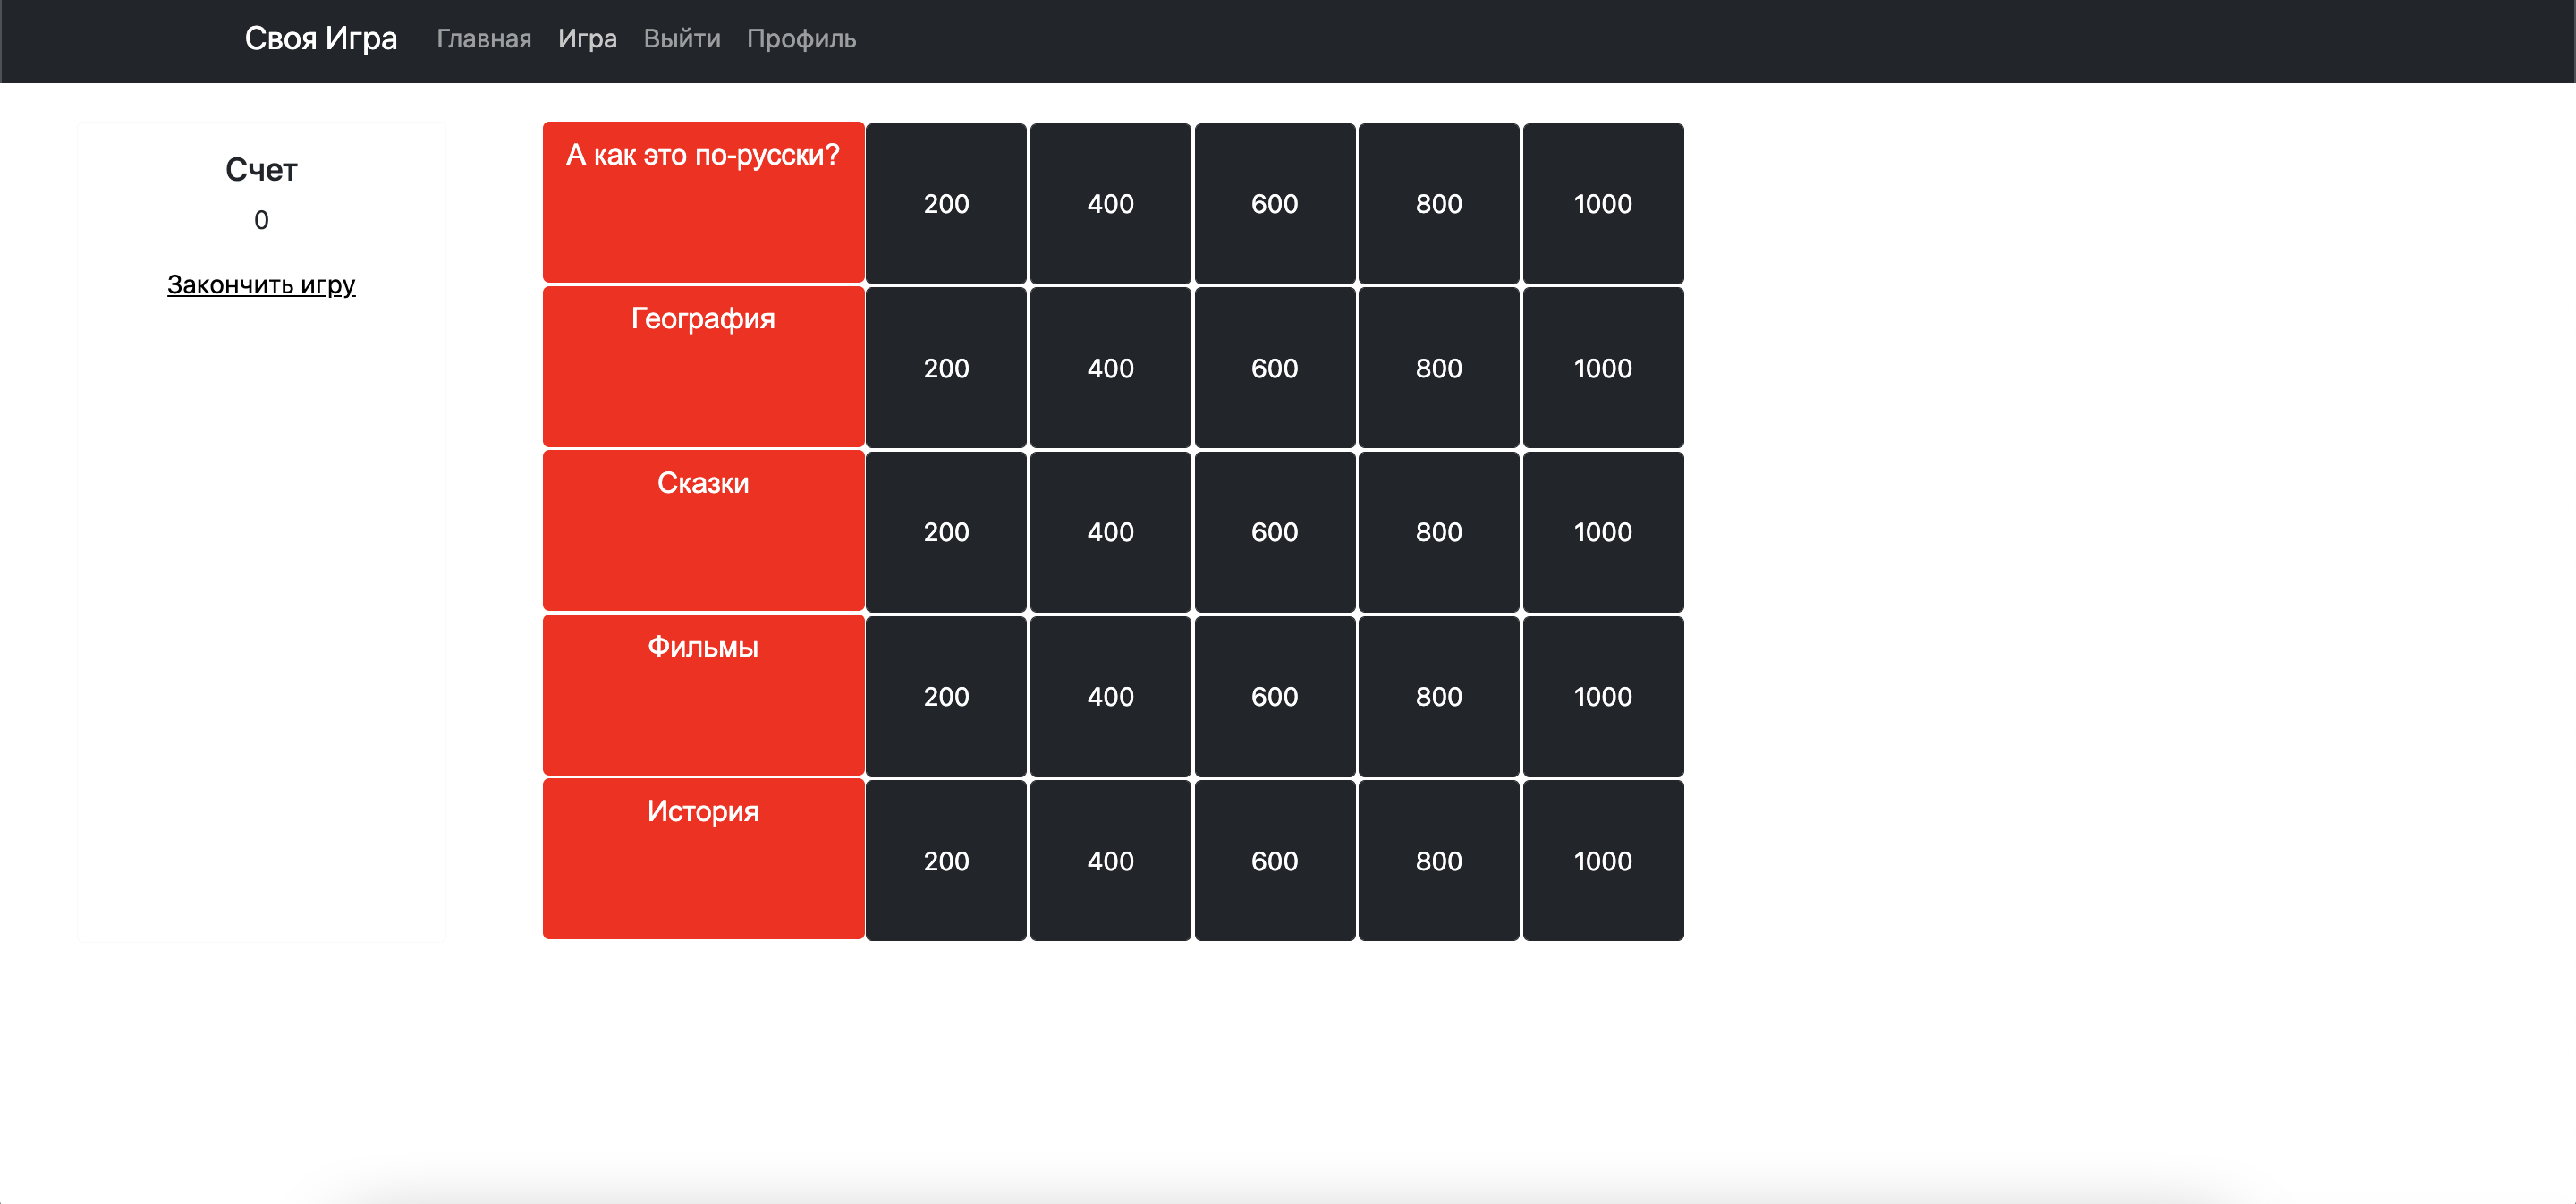 Своя Игра Главная Игра Выйти Профиль
Счет
0
Закончить игру
А как это по-русски? 200 400 600 800 1000
География 200 400 600 800 1000
Сказки 200 400 600 800 1000
Фильмы 200 400 600 800 1000
История 200 400 600 800 1000